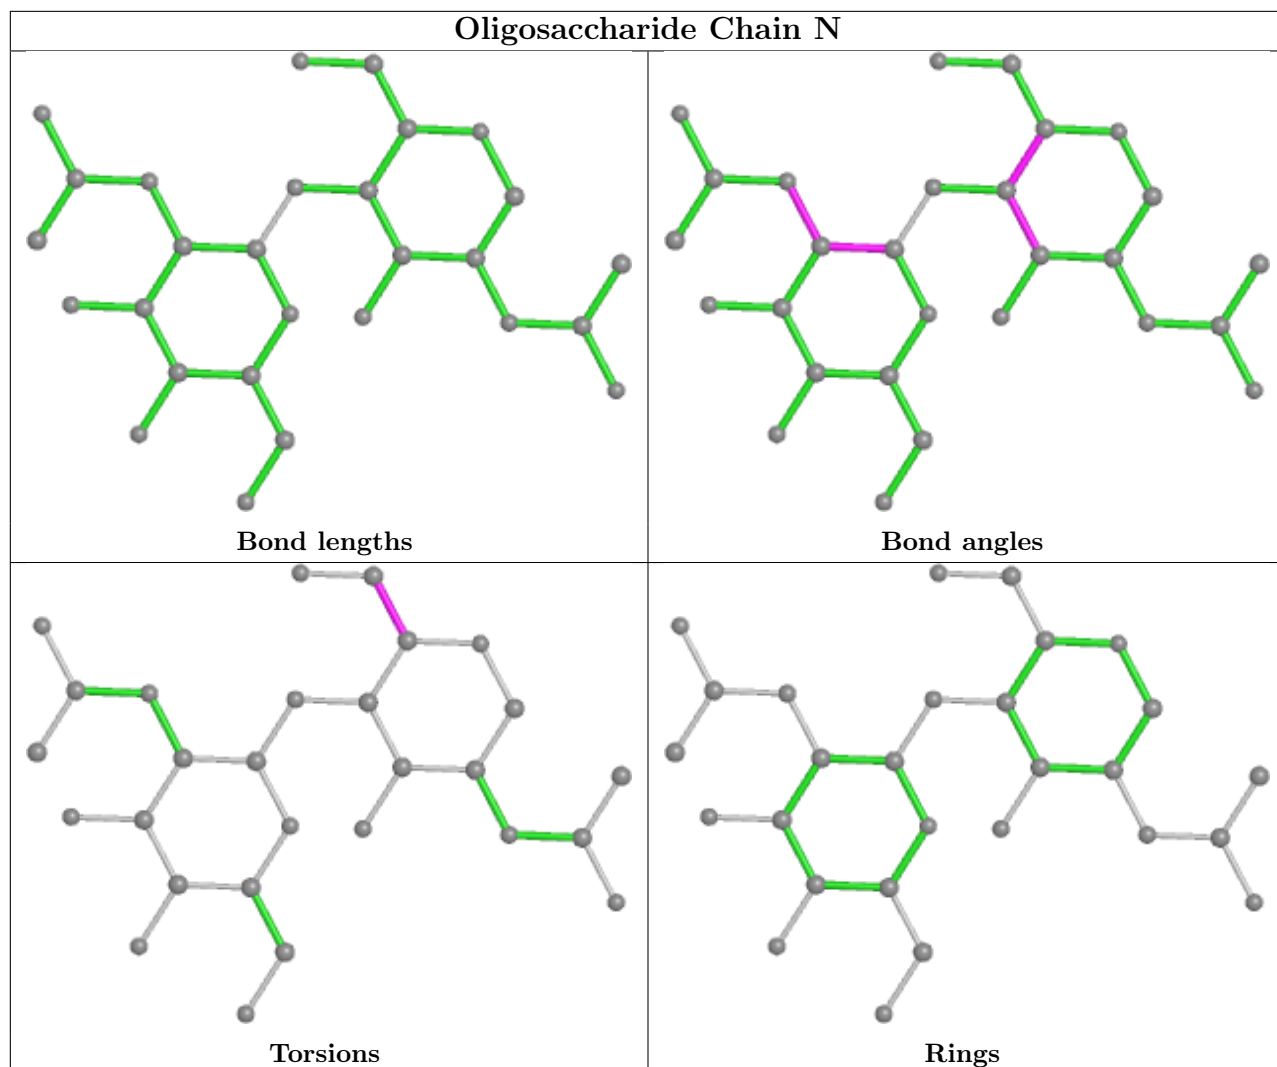 Oligosaccharide Chain N
Bond lengths
Bond angles
Torsions
Rings